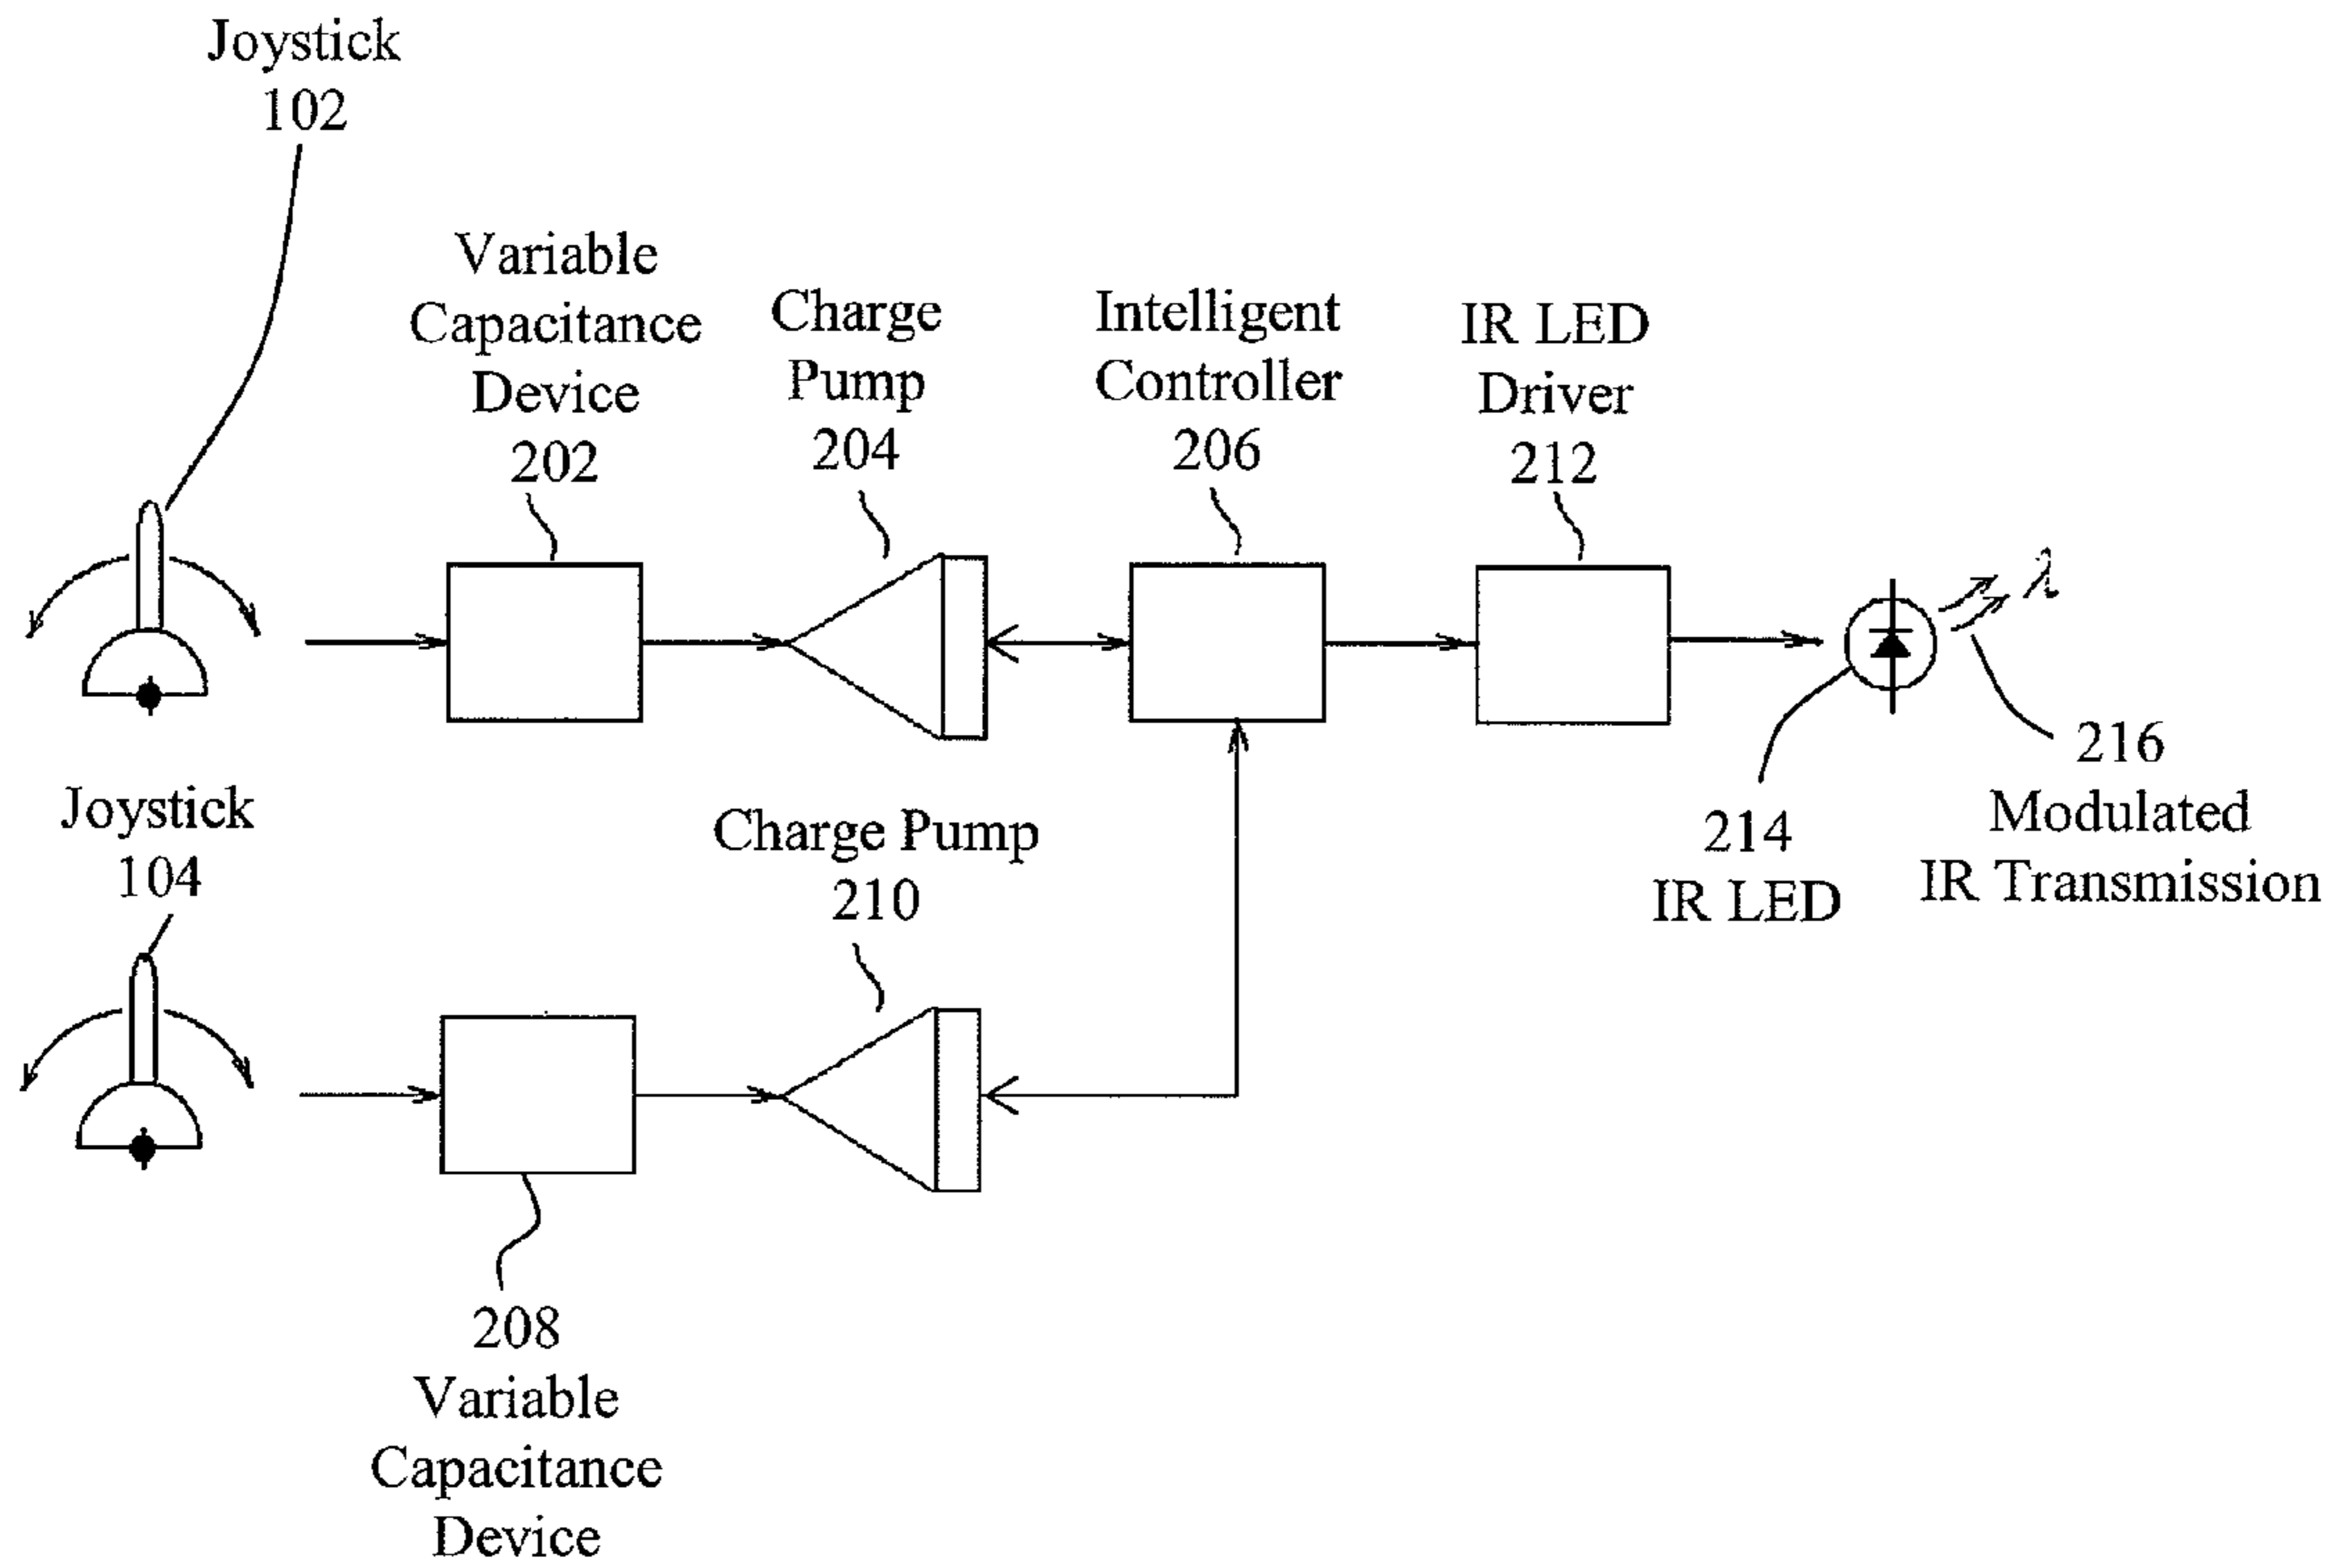 Joystick
102
Variable
Capacitance
Device
202
Charge
Pump
204
Intelligent
Controller
206
IR LED
Driver
212
λ
216
Modulated
IR Transmission
214
IR LED
Joystick
104
Charge Pump
210
208
Variable
Capacitance
Device